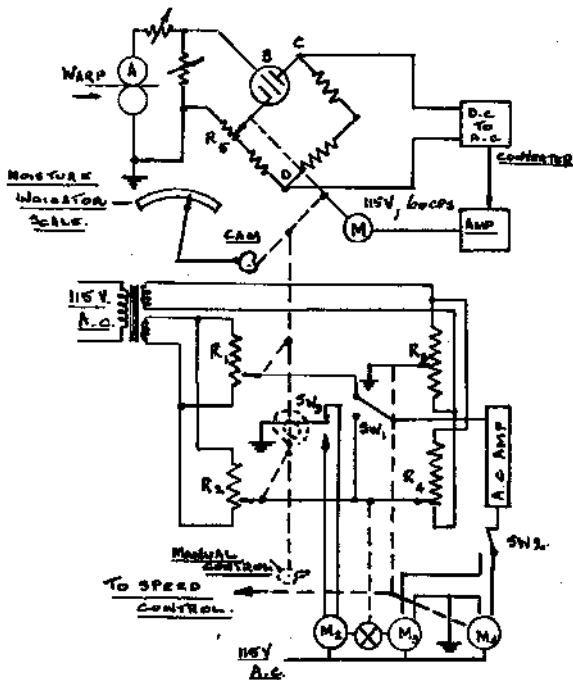 B
C
A
WARP
R5
D.C
TO
A.C
CONVERTER
MOISTURE
INDICATOR
SCALE.
D
115V, 60CPS
M
AMP
CAM
115 V.
A.C.
R1
R3
SW3
SW1
R2
R4
A.C AMP
SW2
MANUAL
CONTROL
TO SPEED
CONTROL.
M2
M3
M4
115V
A.C.